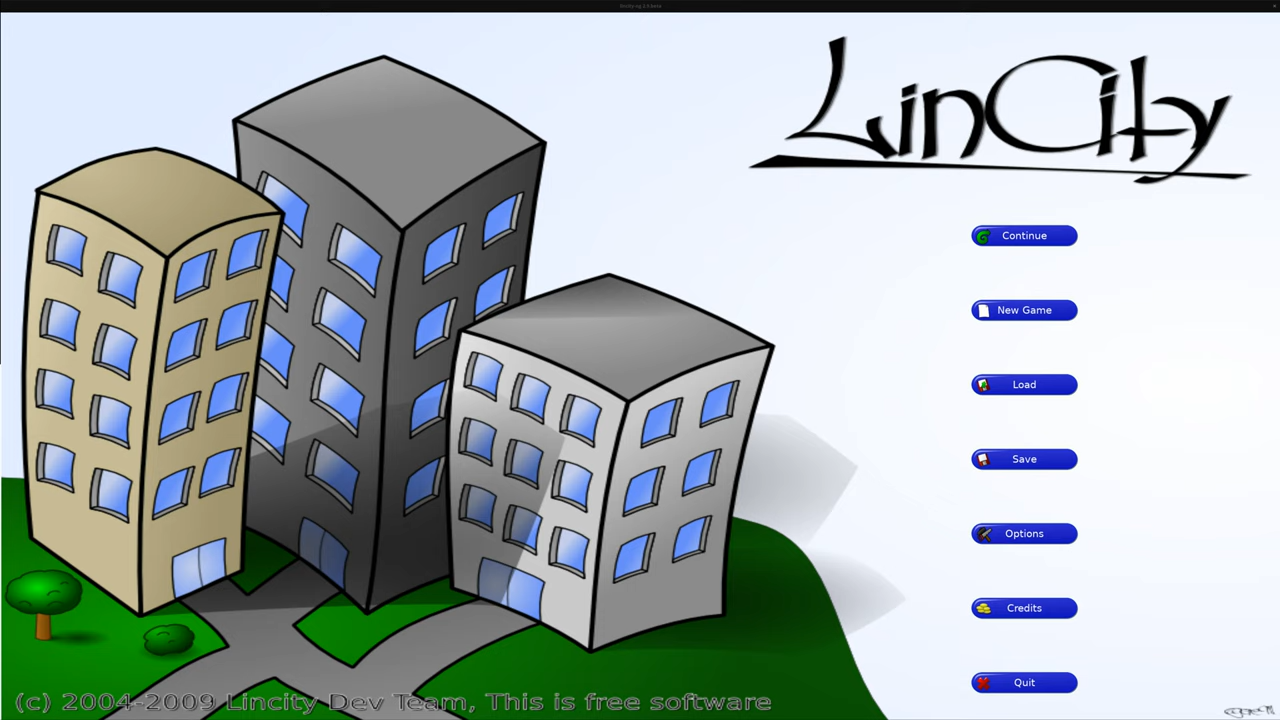 LinCity
Continue
New Game
Load
Save
Options
Credits
Quit
(c) 2004-2009 Lincity Dev Team, This is free software